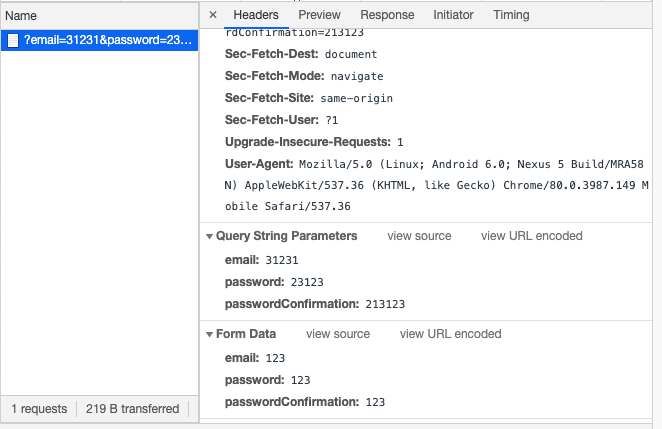 Name
?email=31231&password=23…
1 requests
219 B transferred
× Headers Preview Response Initiator Timing
rdConfirmation=213123
Sec-Fetch-Dest: document
Sec-Fetch-Mode: navigate
Sec-Fetch-Site: same-origin
Sec-Fetch-User: ?1
Upgrade-Insecure-Requests: 1
User-Agent: Mozilla/5.0 (Linux; Android 6.0; Nexus 5 Build/MRA58
N) AppleWebKit/537.36 (KHTML, like Gecko) Chrome/80.0.3987.149 M
obile Safari/537.36
Query String Parameters view source view URL encoded
email: 31231
password: 23123
passwordConfirmation: 213123
Form Data view source view URL encoded
email: 123
password: 123
passwordConfirmation: 123